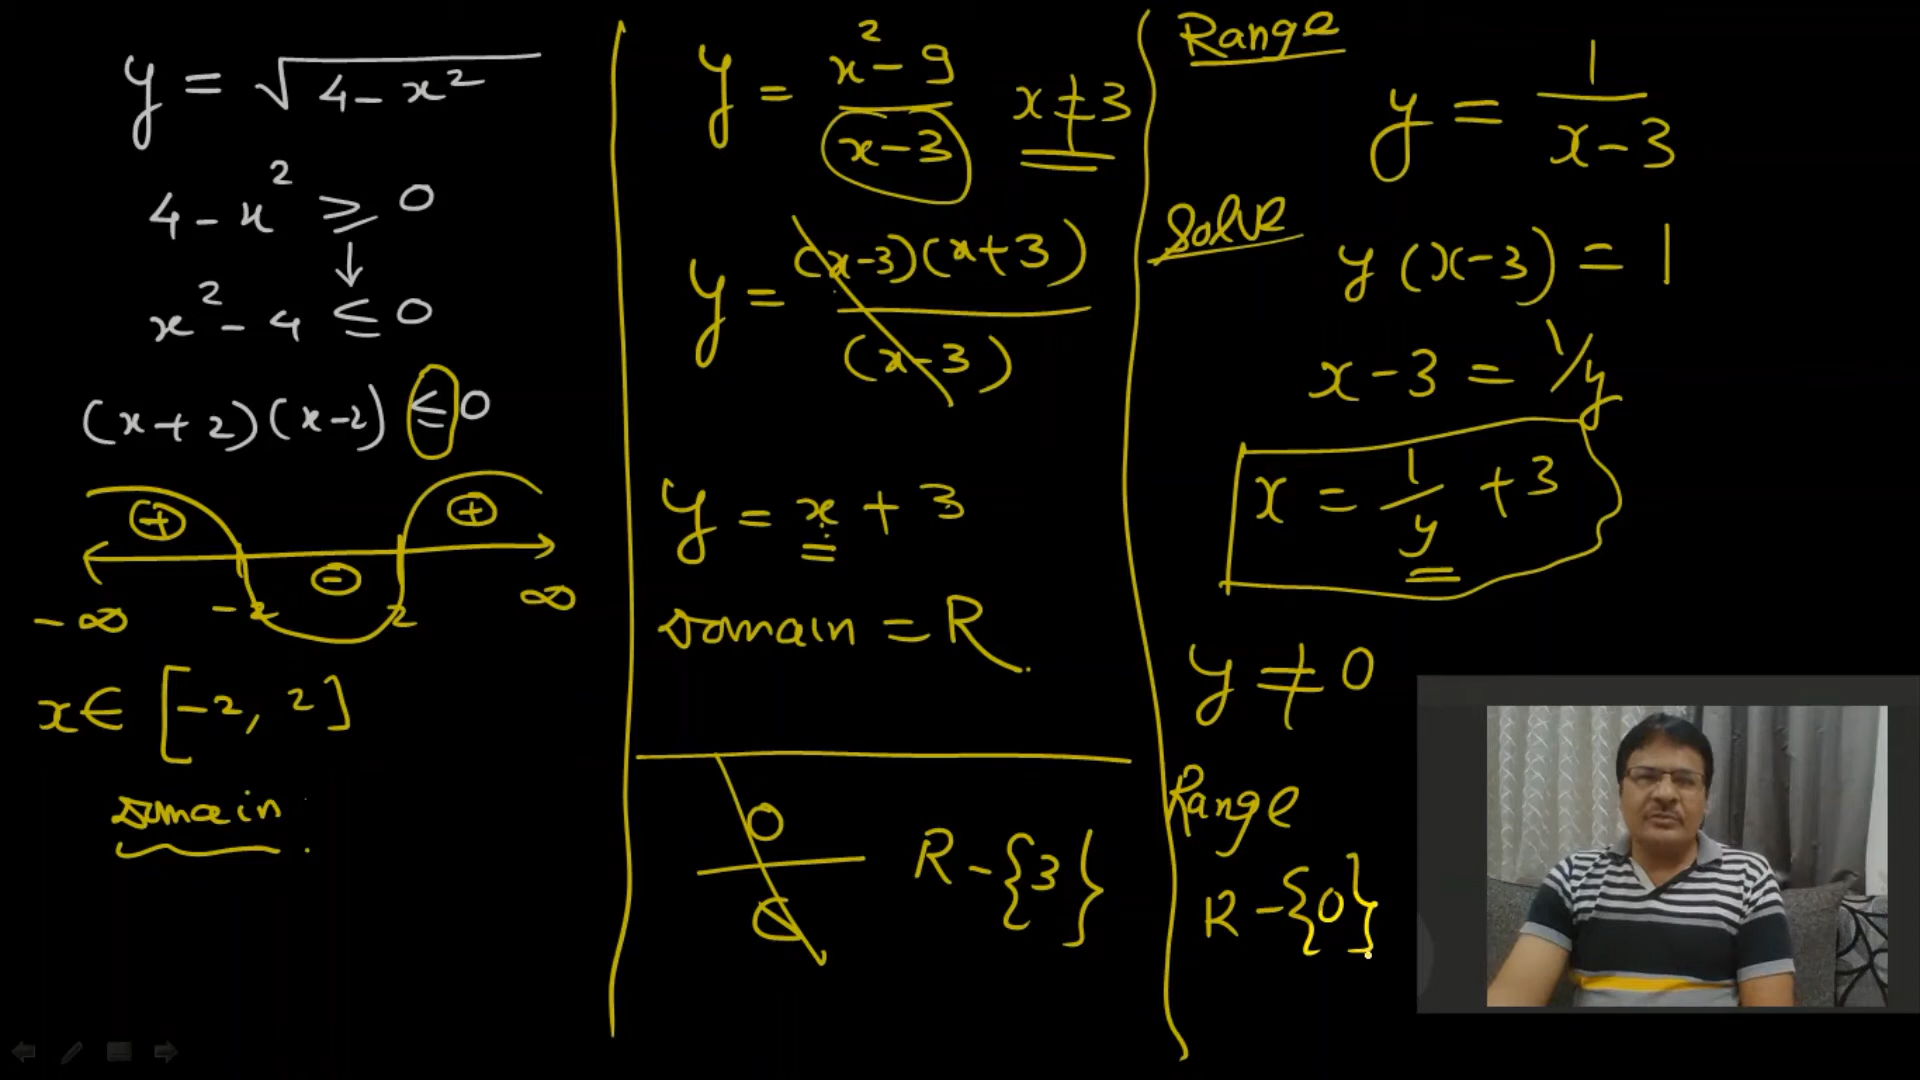 y = √4 - x²
4 - x² ≥ 0
↓
x² - 4 ≤ 0
(x + 2)(x - 2) ≤ 0
+ - +
-∞ -2 2 ∞
x ∈ [-2, 2]
Domain.
y = x² - 9 / x - 3 x ≠ 3
y = (x - 3)(x + 3) / (x - 3)
y = x + 3
Domain = R.
R - {3}
Range
y = 1 / x - 3
Solve
y (x - 3) = 1
x - 3 = 1/y
x = 1/y + 3
y ≠ 0
Range
R - {0}